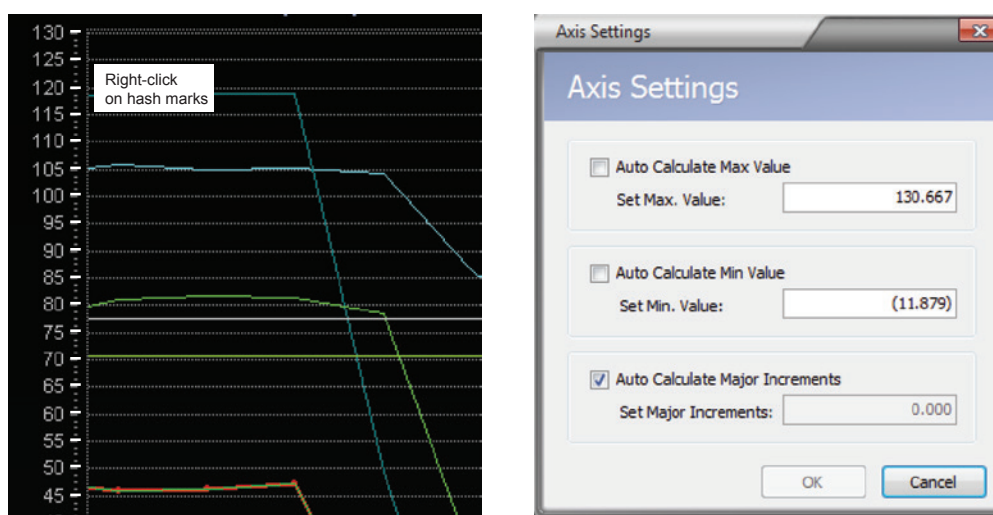 130
125
120
115
110
105
100
95
90
85
80
75
70
65
60
55
50
45
Right-click
on hash marks
Axis Settings
Axis Settings
Auto Calculate Max Value
Set Max. Value: 130.667
Auto Calculate Min Value
Set Min. Value: (11.879)
Auto Calculate Major Increments
Set Major Increments: 0.000
OK Cancel